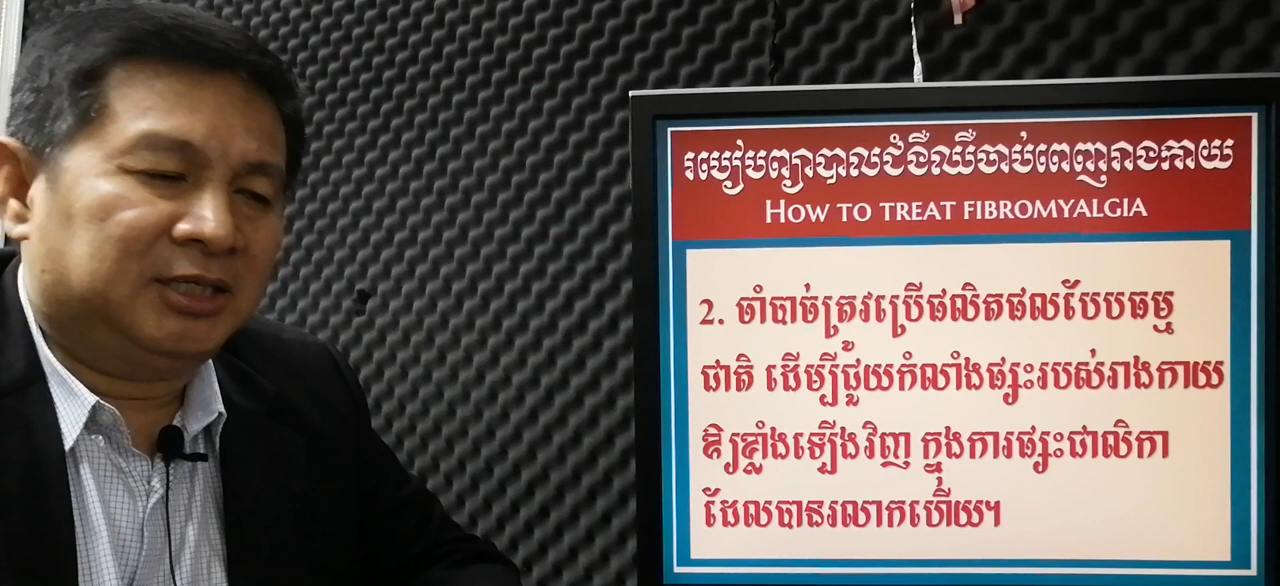 របៀបព្យាបាលជំងឺឈឺចាប់ពេញរាងកាយ
HOW TO TREAT FIBROMYALGIA
2. ចាំបាច់ត្រូវប្រើផលិតផលបែបធម្ម
ជាតិ ដើម្បីជួយកំលាំងផ្សះរបស់រាងកាយ
ឱ្យខ្លាំងឡើងវិញ ក្នុងការផ្សះជាលិកា
ដែលបានរលាកហើយ។